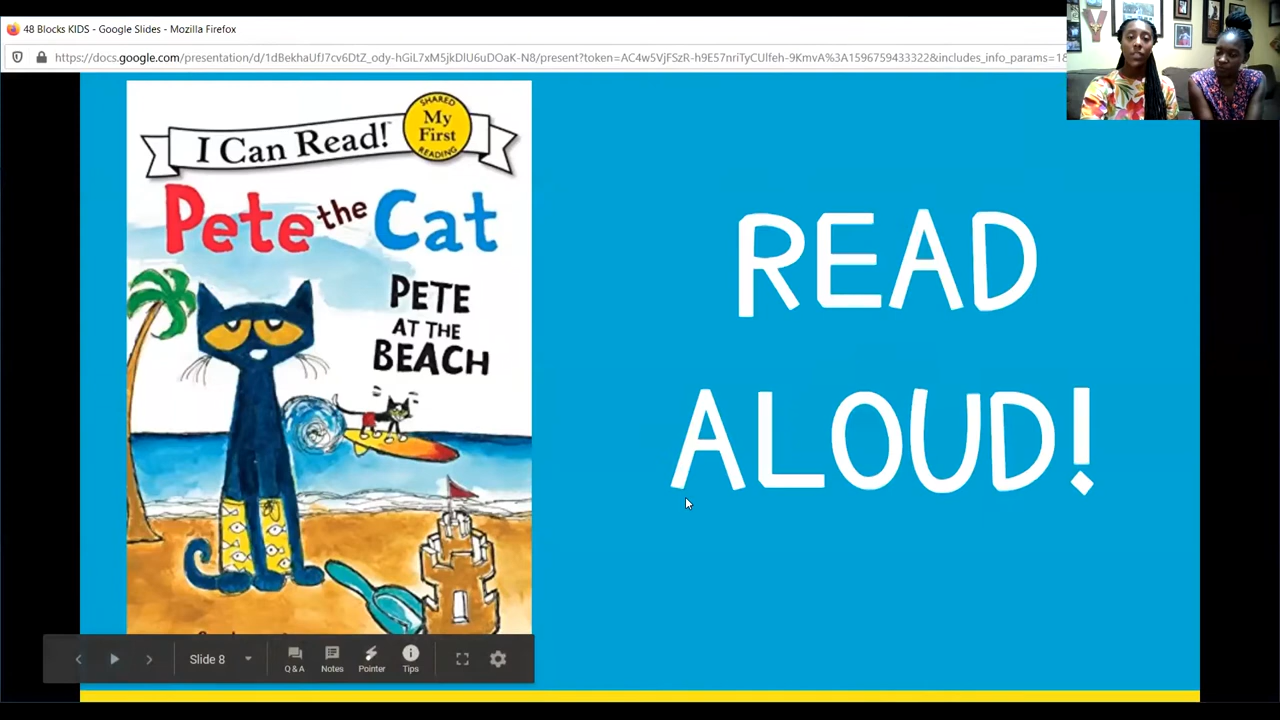 48 Blocks KIDS - Google Slides - Mozilla Firefox
https://docs.google.com/presentation/d/1dBekhaUfJ7cv6DtZ_ody-hGiL7xM5jkDlU6uDOaK-N8/present?token=AC4w5VjFSzR-h9E57nriTyCUlfeh-9KmvA%3A1596759433322&includes_info_params=1
I Can Read!
SHARED
My
First
READING
Pete the Cat
PETE
AT THE
BEACH
READ
ALOUD!
Slide 8
Q & A
Notes
Pointer
Tips